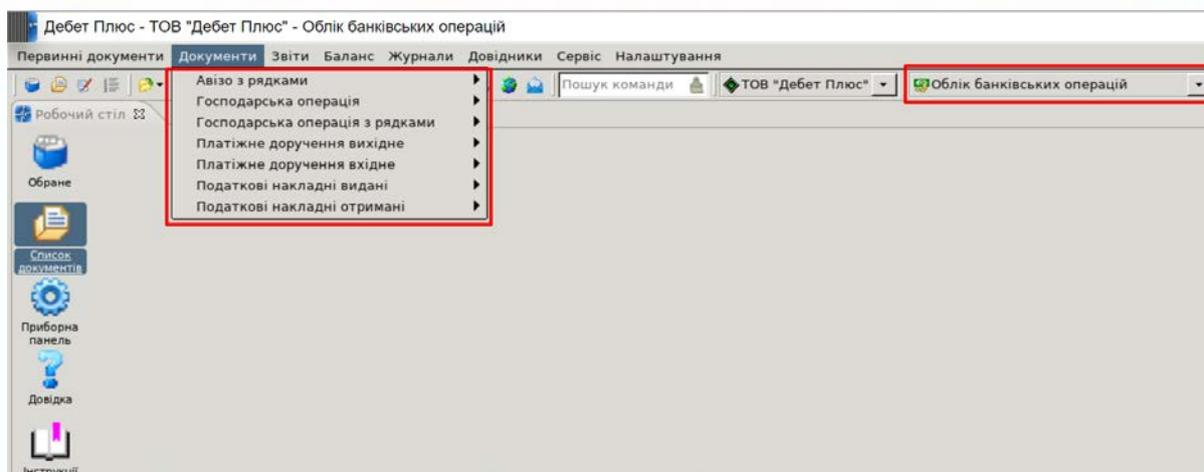 Дебет Плюс - ТОВ "Дебет Плюс" - Облік банківських операцій
Первинні документи Документи Звіти Баланс Журнали Довідники Сервіс Налаштування
Пошук команди ТОВ "Дебет Плюс" Облік банківських операцій
Робочий стіл
Авізо з рядками
Господарська операція
Господарська операція з рядками
Платіжне доручення вихідне
Платіжне доручення вхідне
Податкові накладні видані
Податкові накладні отримані
Обране
Список
документів
Приборна
панель
Довідка
Інструкції